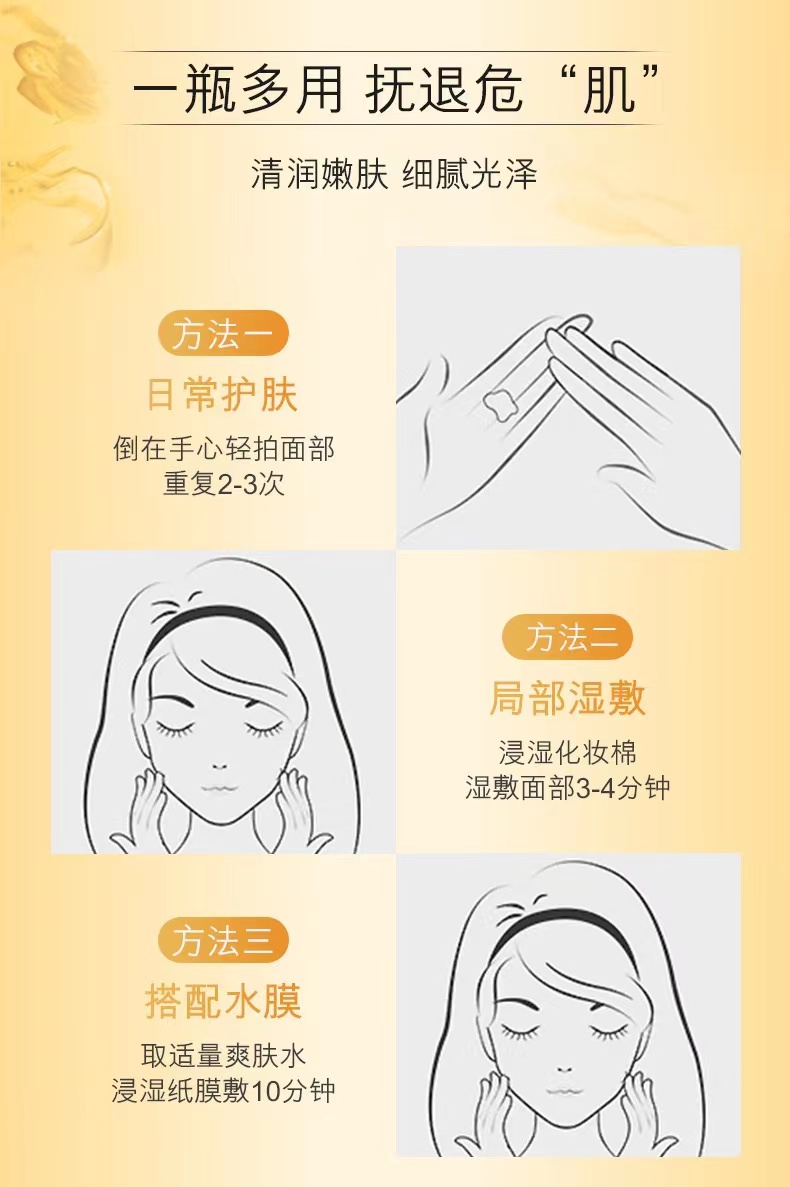 一瓶多用 抚退危“肌”
清润嫩肤 细腻光泽
方法一
日常护肤
倒在手心轻拍面部
重复2-3次
方法二
局部湿敷
浸湿化妆棉
湿敷面部3-4分钟
方法三
搭配水膜
取适量爽肤水
浸湿纸膜敷10分钟